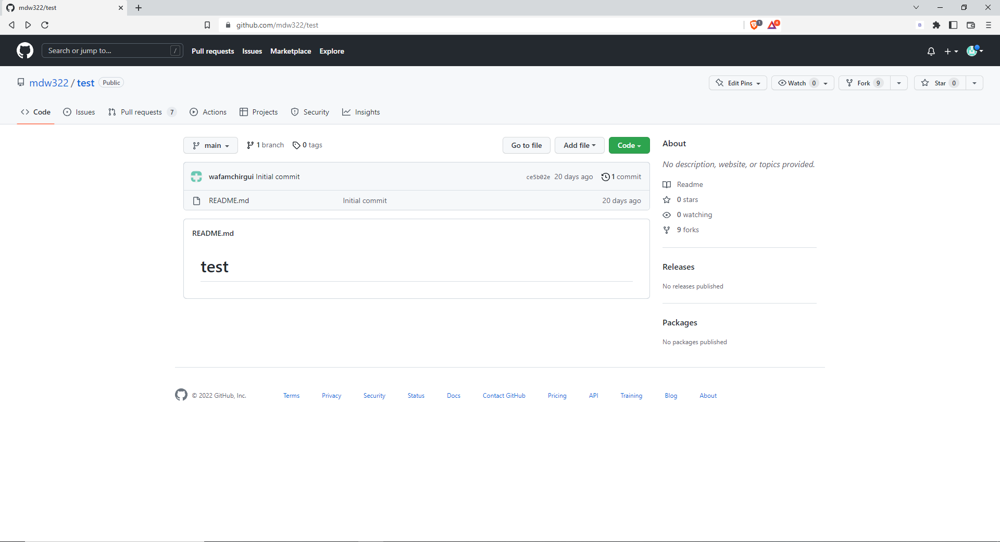 mdw322/test
github.com/mdw322/test
1
4
B
Search or jump to...
/
Pull requests
Issues
Marketplace
Explore
mdw322 / test
Public
Edit Pins
Watch 0
Fork 9
Star 0
Code
Issues
Pull requests 7
Actions
Projects
Security
Insights
main
1 branch
0 tags
Go to file
Add file
Code
wafamchirgui Initial commit
ce5b02e 20 days ago
1 commit
README.md
Initial commit
20 days ago
README.md
test
About
No description, website, or topics provided.
Readme
0 stars
0 watching
9 forks
Releases
No releases published
Packages
No packages published
© 2022 GitHub, Inc.
Terms
Privacy
Security
Status
Docs
Contact GitHub
Pricing
API
Training
Blog
About